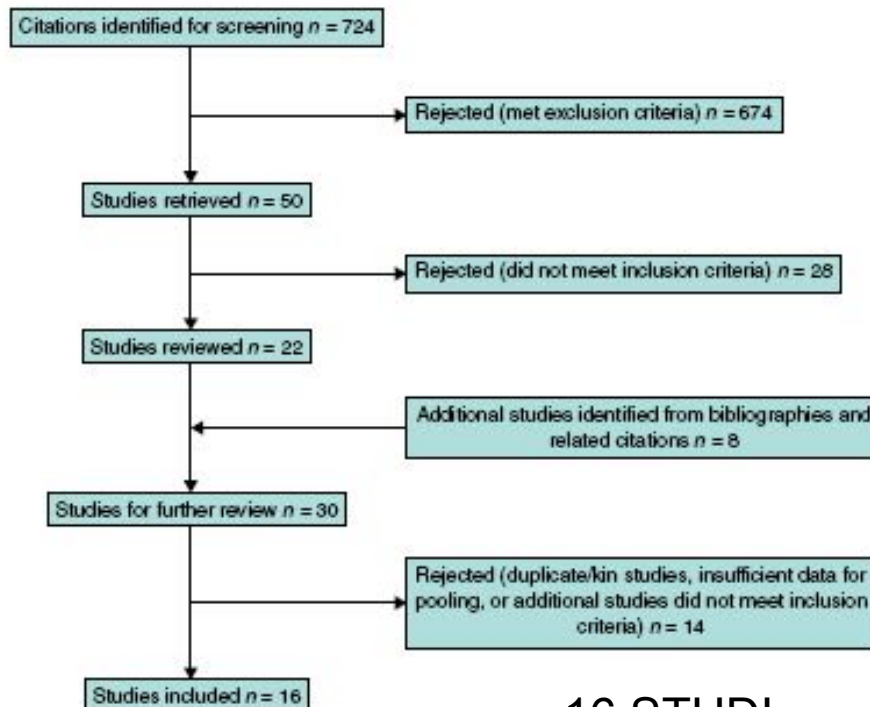 Citations identified for screening n = 724
Rejected (met exclusion criteria) n = 674
Studies retrieved n = 50
Rejected (did not meet inclusion criteria) n = 28
Studies reviewed n = 22
Additional studies identified from bibliographies and
related citations n = 8
Studies for further review n = 30
Rejected (duplicate/kin studies, insufficient data for
pooling, or additional studies did not meet inclusion
criteria) n = 14
Studies included n = 16
16 STUDI